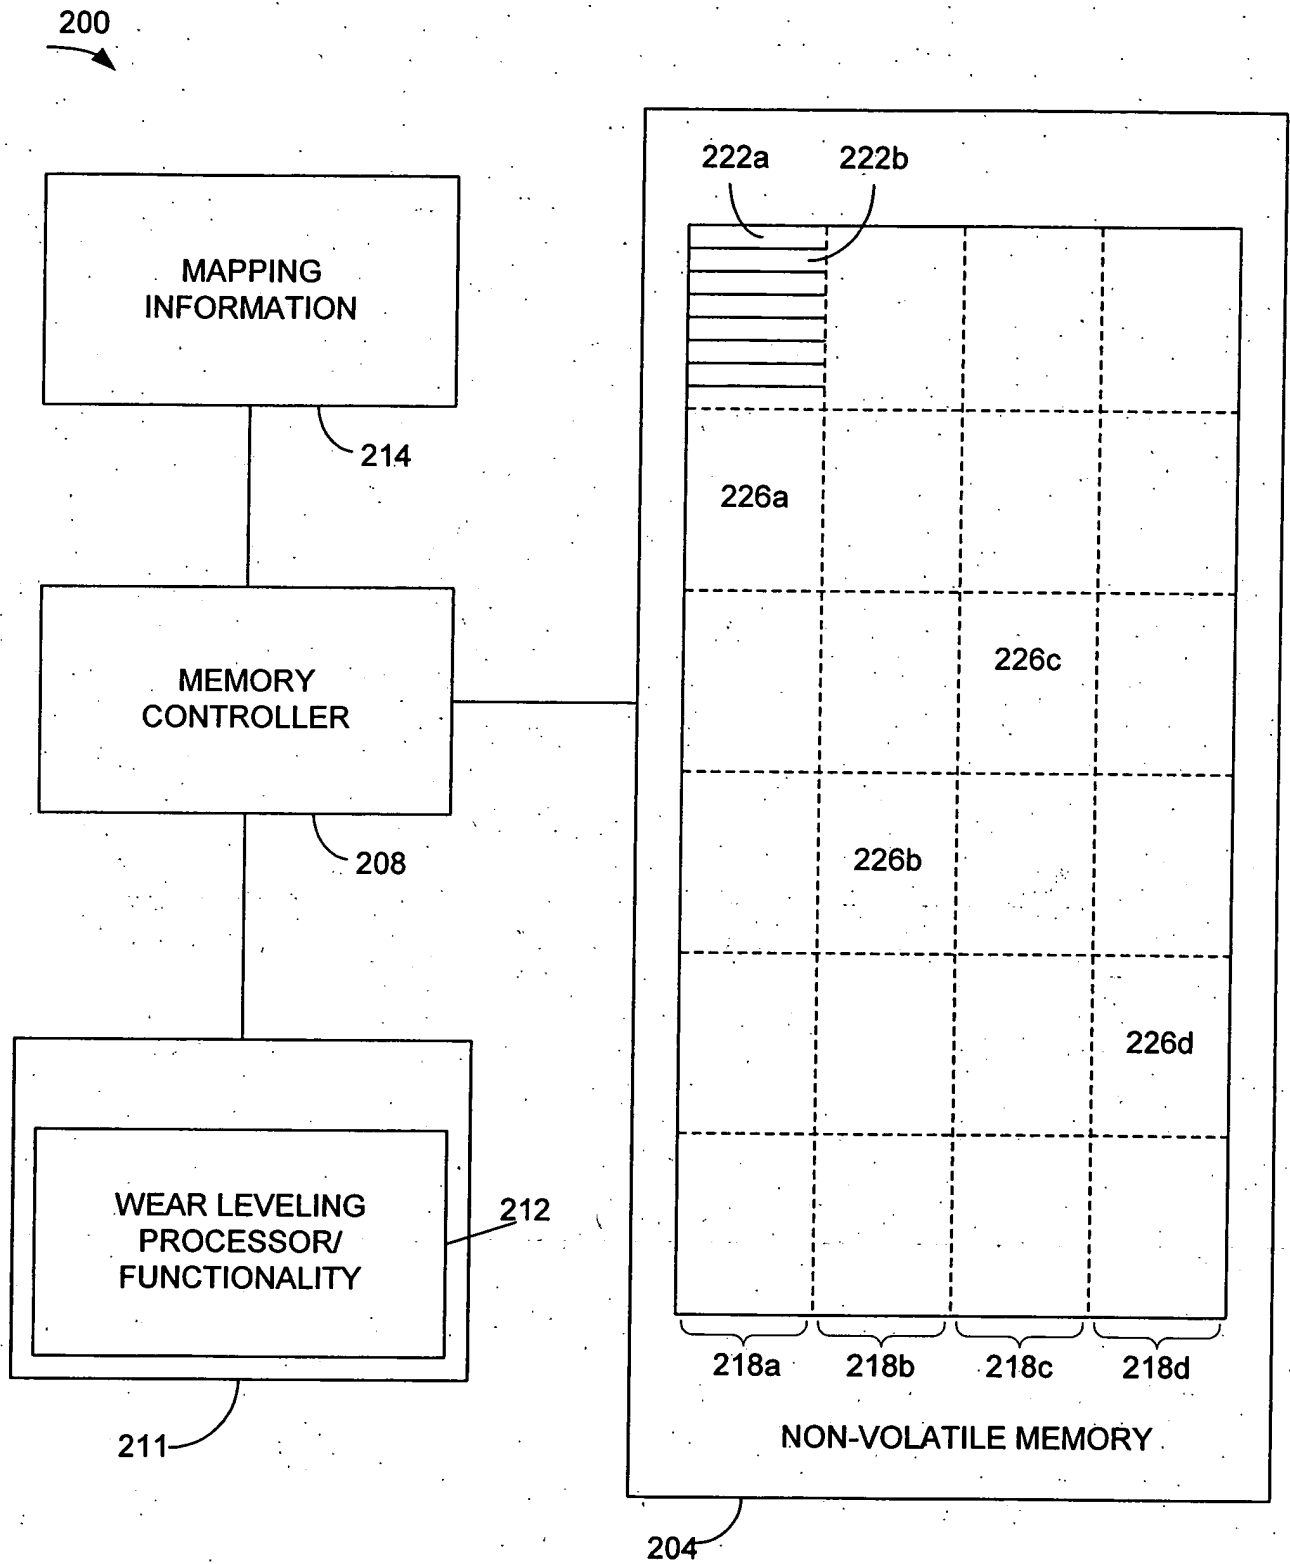 200
MAPPING
INFORMATION
214
MEMORY
CONTROLLER
208
WEAR LEVELING
PROCESSOR/
FUNCTIONALITY
212
211
222a
222b
226a
226c
226b
226d
218a
218b
218c
218d
NON-VOLATILE MEMORY
204